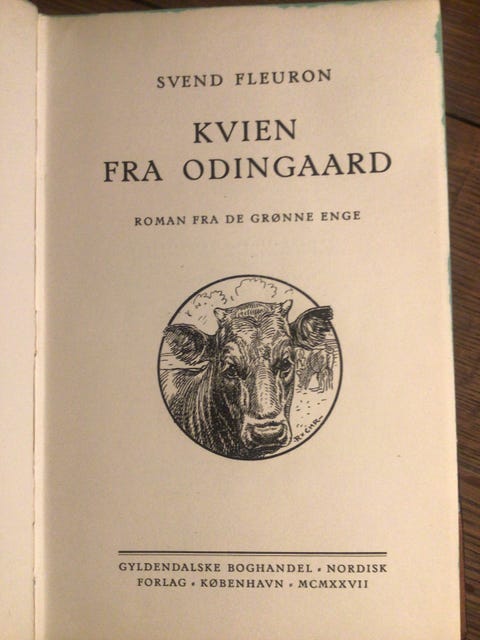 SVEND FLEURON
KVIEN
FRA ODINGAARD
ROMAN FRA DE GRØNNE ENGE
GYLDENDALSKE BOGHANDEL • NORDISK
FORLAG • KØBENHAVN • MCMXXVII